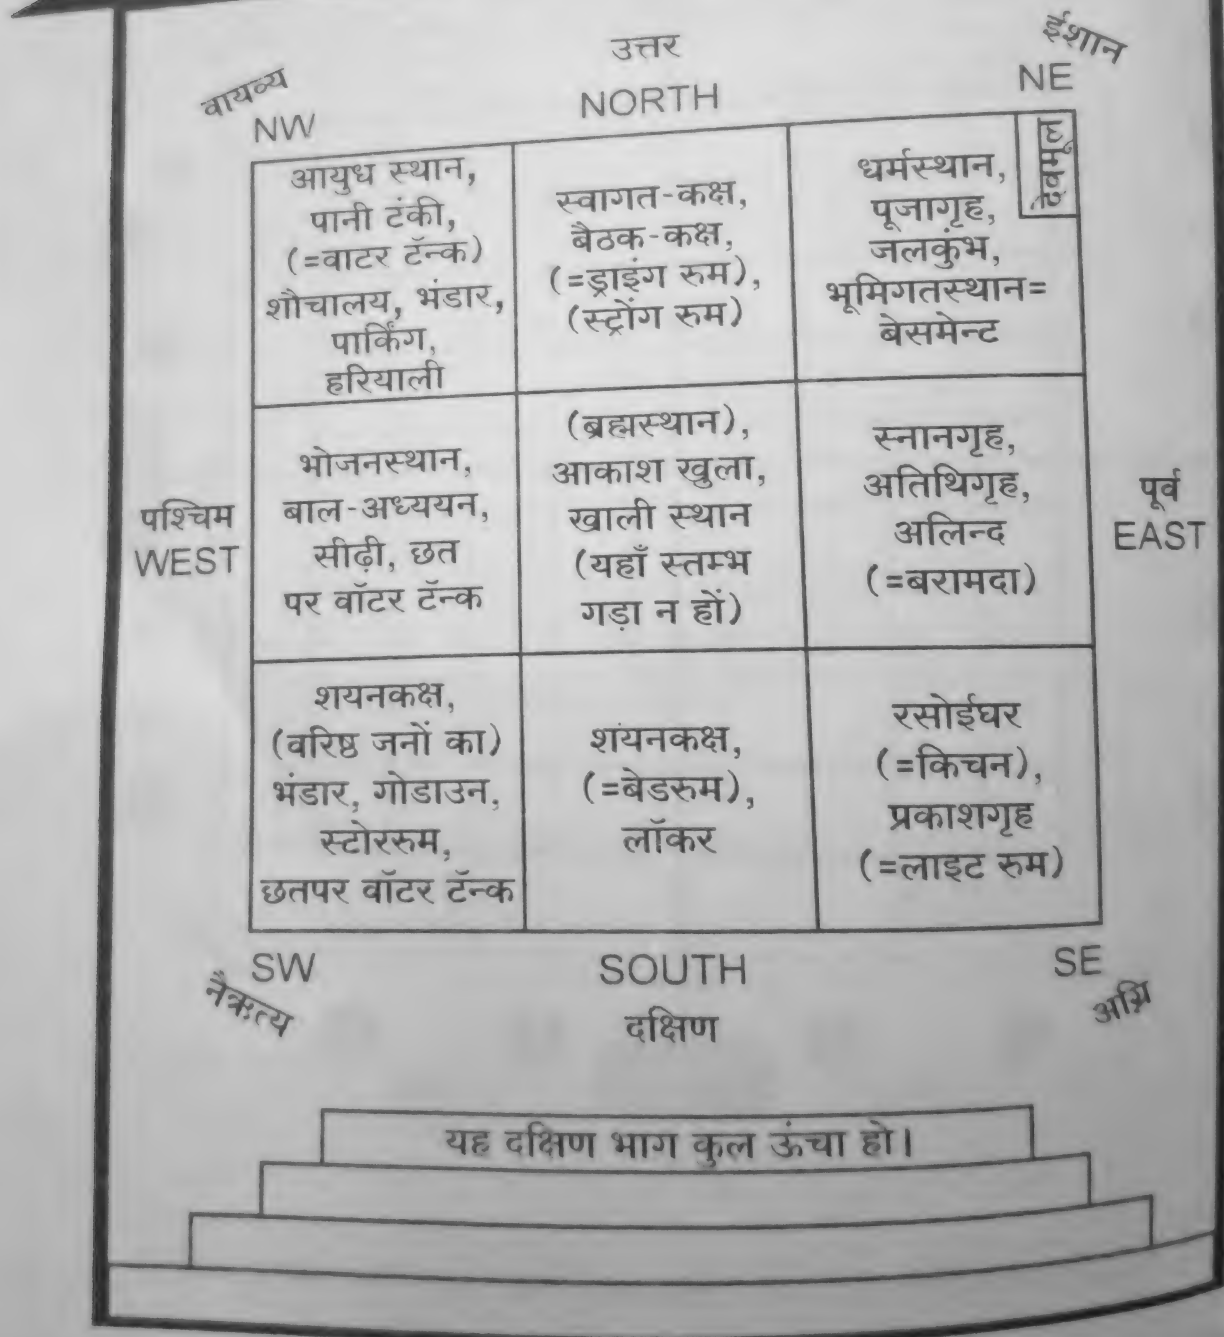 उत्तर
NORTH
ईशान
NE
वायव्य
NW
आयुध स्थान,
पानी टंकी,
(=वाटर टॅन्क)
शौचालय, भंडार,
पार्किंग,
हरियाली
स्वागत-कक्ष,
बैठक-कक्ष,
(=ड्राइंग रुम),
(स्ट्रोंग रुम)
धर्मस्थान,
पूजागृह,
जलकुंभ,
भूमिगतस्थान=
बेसमेन्ट
देवमूल
पश्चिम
WEST
भोजनस्थान,
बाल-अध्ययन,
सीढ़ी, छत
पर वॉटर टॅन्क
(ब्रह्मस्थान),
आकाश खुला,
खाली स्थान
(यहाँ स्तम्भ
गड़ा न हों)
स्नानगृह,
अतिथिगृह,
अलिन्द
(=बरामदा)
पूर्व
EAST
शयनकक्ष,
(वरिष्ठ जनों का)
भंडार, गोडाउन,
स्टोररुम,
छतपर वॉटर टॅन्क
शंयनकक्ष,
(=बेडरुम),
लॉकर
रसोईघर
(=किचन),
प्रकाशगृह
(=लाइट रुम)
SW
नैऋत्य
SOUTH
दक्षिण
SE
अग्नि
यह दक्षिण भाग कुल ऊंचा हो।